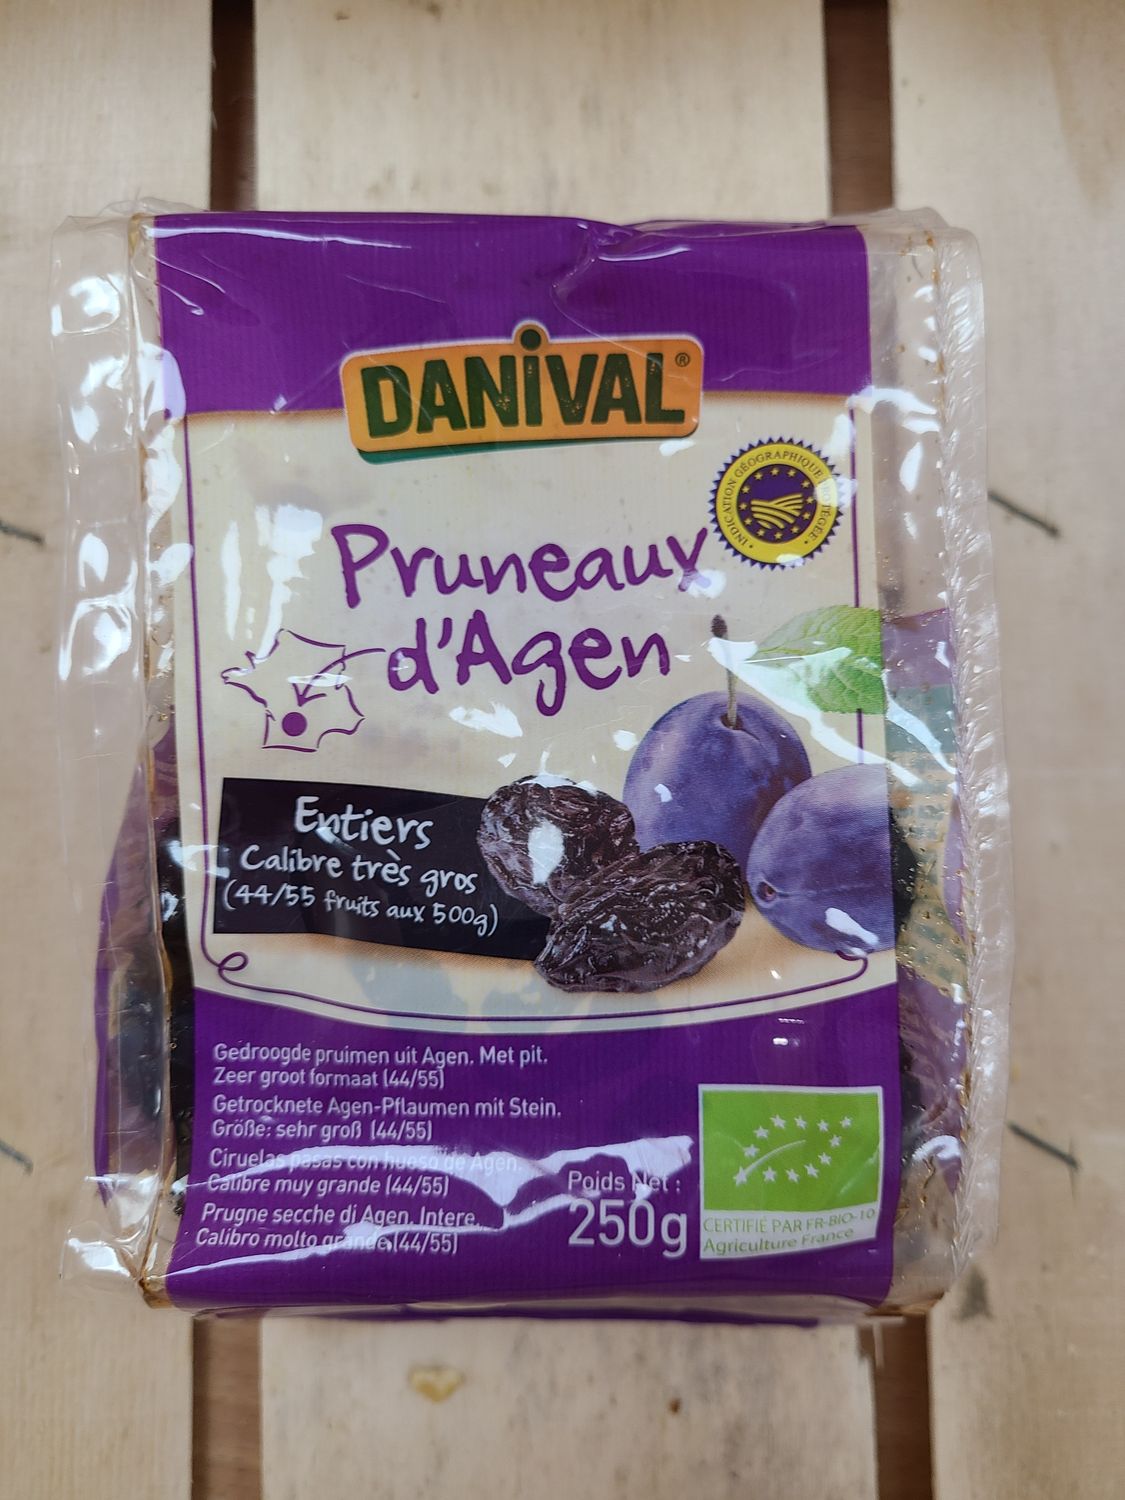 DANIVAL®
INDICATION GÉOGRAPHIQUE PROTÉGÉE
Pruneaux
d'Agen
Entiers
Calibre très gros
(44/55 fruits aux 500g)
Gedroogde pruimen uit Agen. Met pit.
Zeer groot formaat (44/55)
Getrocknete Agen-Pflaumen mit Stein.
Größe: sehr groß (44/55)
Ciruelas pasas con hueso de Agen.
Calibre muy grande (44/55)
Prugne secche di Agen. Intere.
Calibro molto grande (44/55)
Poids Net :
250g
CERTIFIÉ PAR FR-BIO-10
Agriculture France